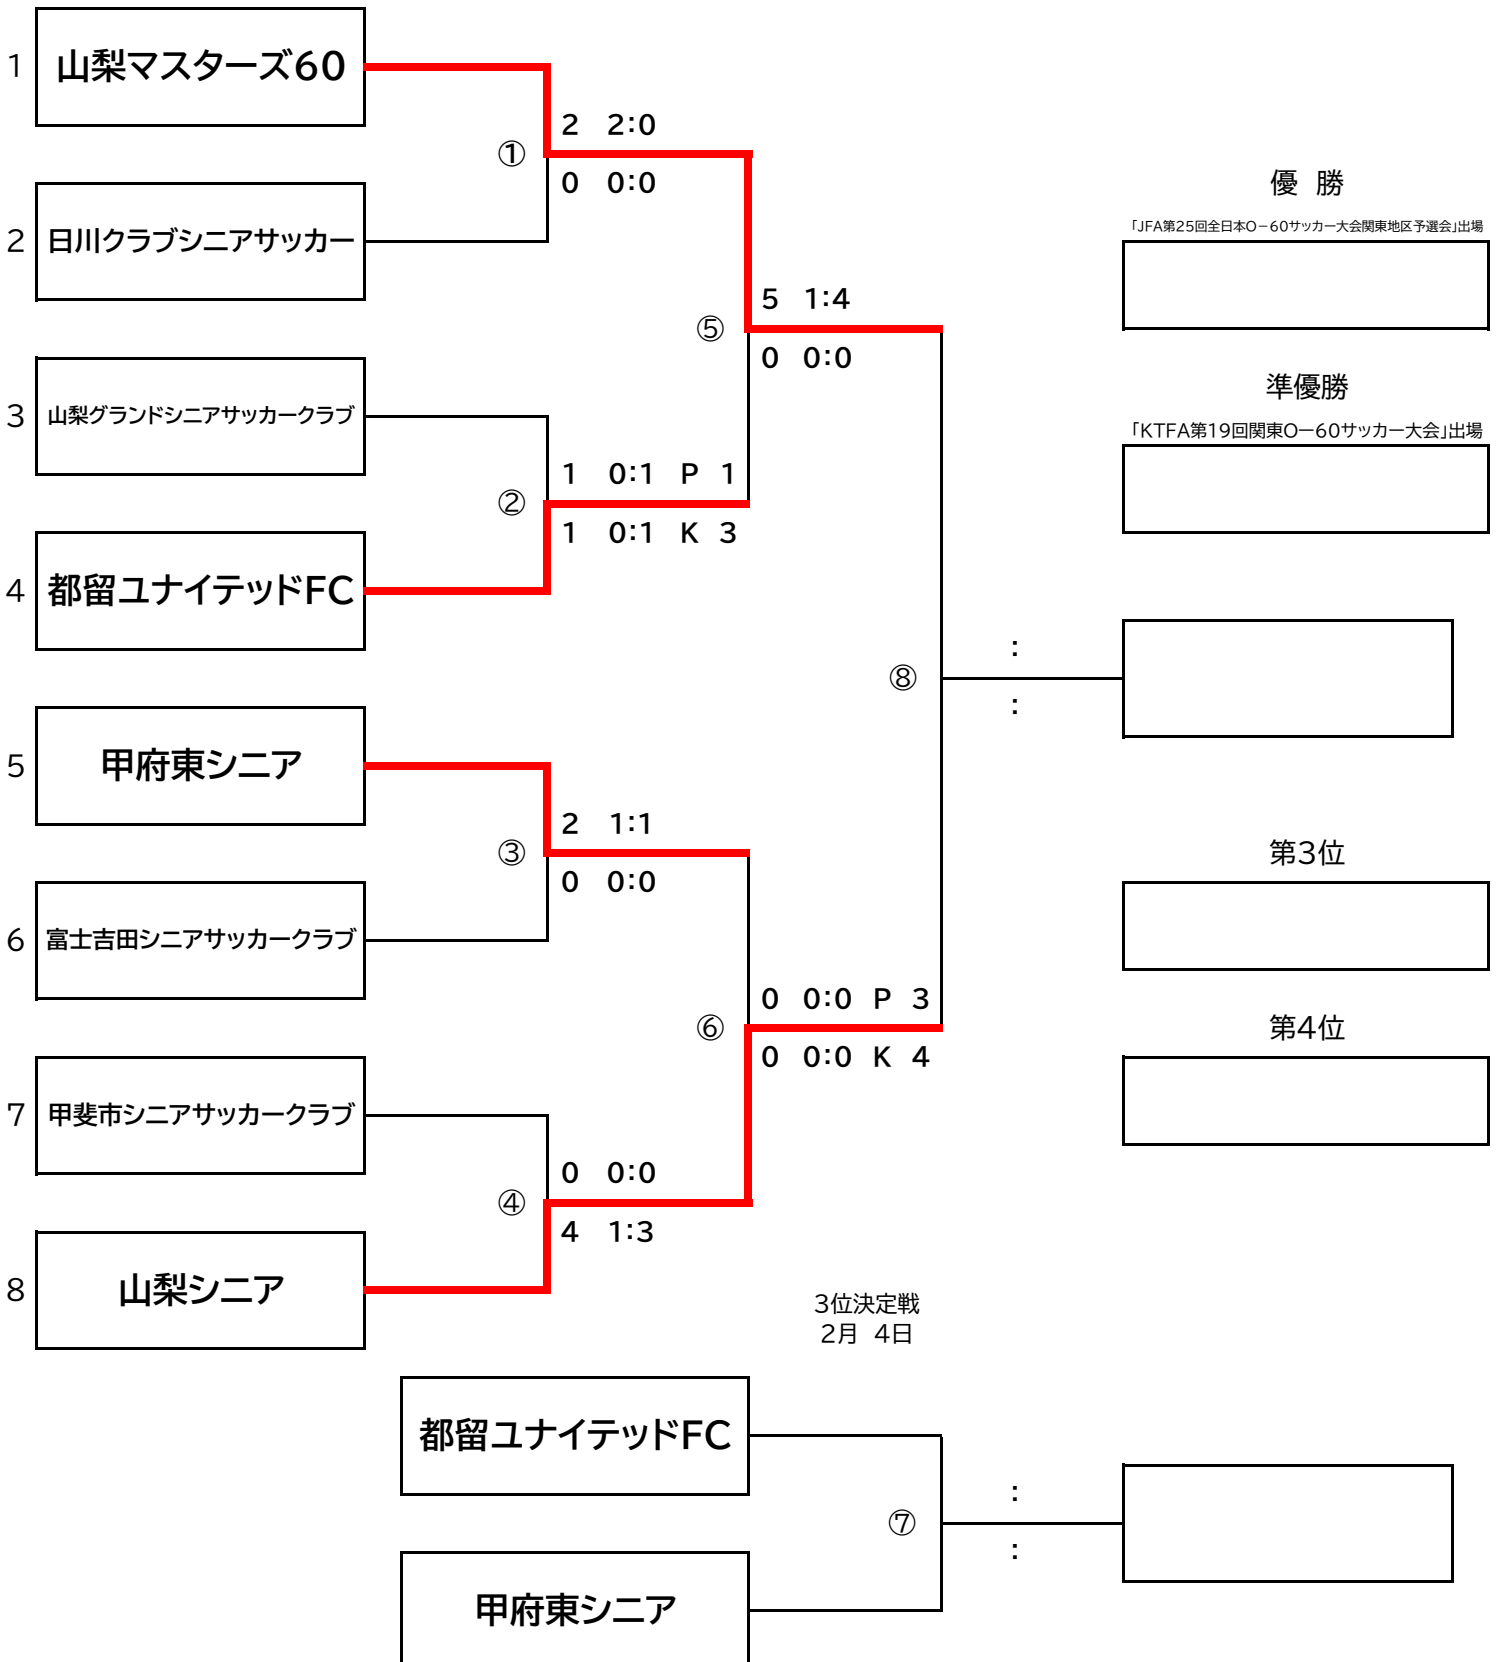 1 山梨マスターズ60
2 2:0
①
0 0:0
優 勝
「JFA第25回全日本O-60サッカー大会関東地区予選会」出場
2 日川クラブシニアサッカー
5 1:4
⑤
0 0:0
準優勝
「KTFA第19回関東O-60サッカー大会」出場
3 山梨グランドシニアサッカークラブ
1 0:1 P 1
②
1 0:1 K 3
4 都留ユナイテッドFC
:
⑧
:
5 甲府東シニア
2 1:1
③
0 0:0
第3位
6 富士吉田シニアサッカークラブ
0 0:0 P 3
⑥
0 0:0 K 4
第4位
7 甲斐市シニアサッカークラブ
0 0:0
④
4 1:3
8 山梨シニア
3位決定戦
2月 4日
都留ユナイテッドFC
:
⑦
:
甲府東シニア